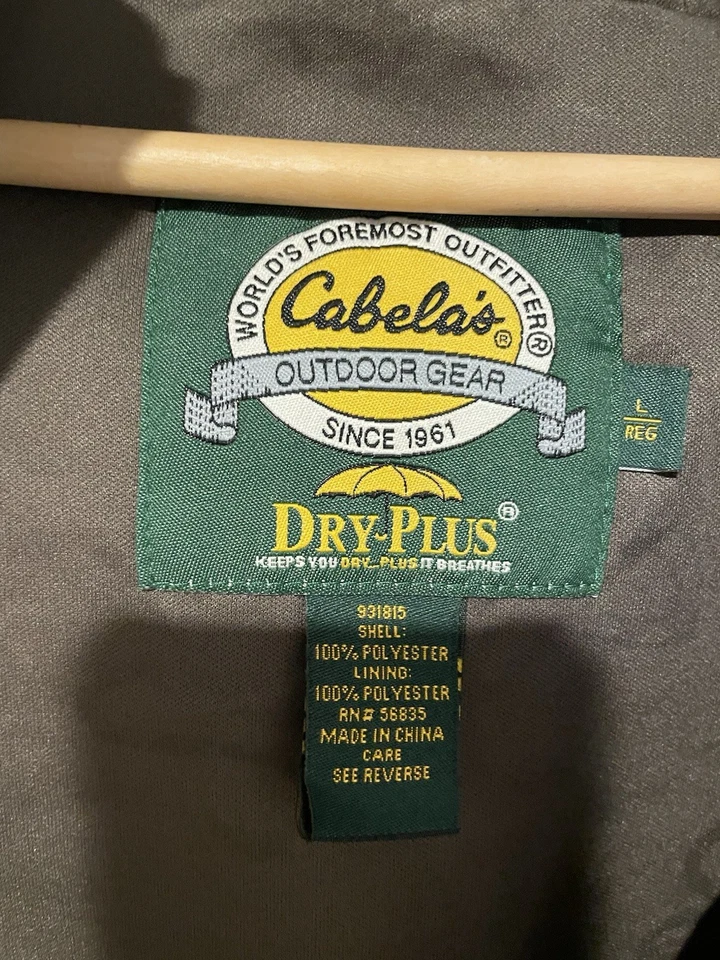 WORLD'S FOREMOST OUTFITTER®
Cabela's®
OUTDOOR GEAR
SINCE 1961
L
REG
DRY-PLUS®
KEEPS YOU DRY...PLUS IT BREATHES
931815
SHELL:
100% POLYESTER
LINING:
100% POLYESTER
RN# 56835
MADE IN CHINA
CARE
SEE REVERSE